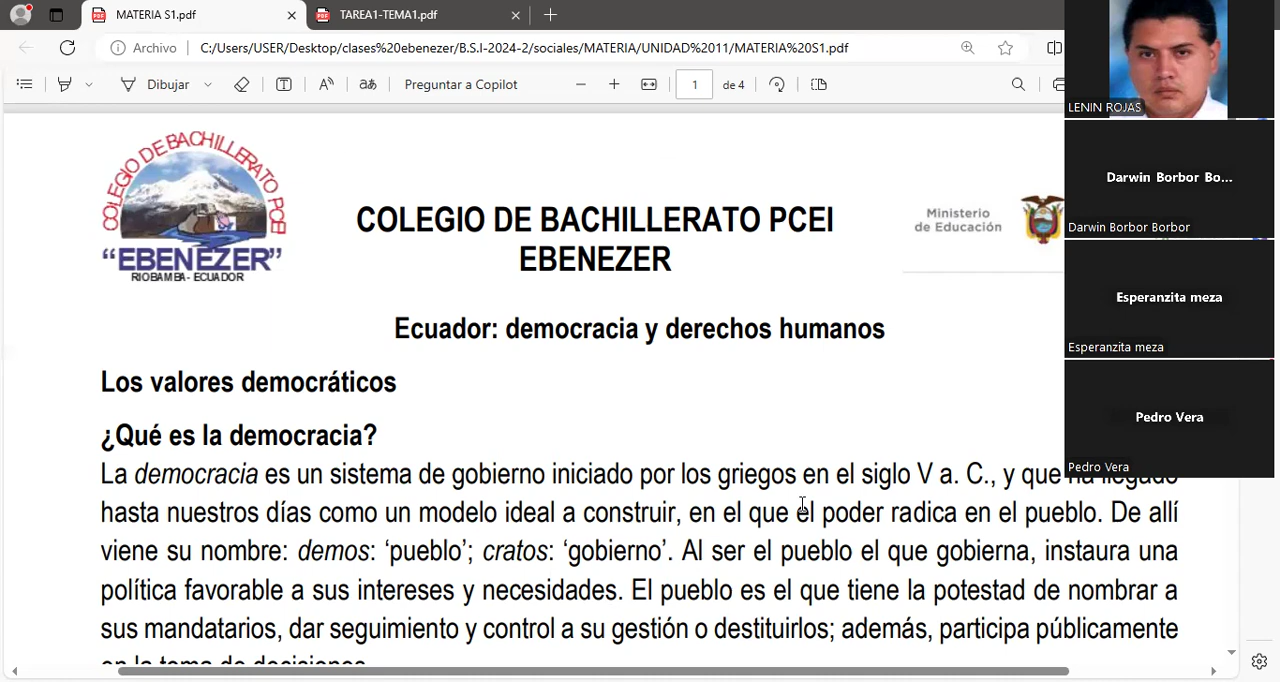 MATERIA S1.pdf
TAREA1-TEMA1.pdf
Archivo
C:/Users/USER/Desktop/clases%20ebenezer/B.S.I-2024-2/sociales/MATERIA/UNIDAD%2011/MATERIA%20S1.pdf
Dibujar
Preguntar a Copilot
1
de 4
LENIN ROJAS
Darwin Borbor Bo...
Darwin Borbor Borbor
Esperanzita meza
Esperanzita meza
Pedro Vera
Pedro Vera
COLEGIO DE BACHILLERATO PCEI
“EBENEZER”
RIOBAMBA - ECUADOR
COLEGIO DE BACHILLERATO PCEI
EBENEZER
Ministerio
de Educación
Ecuador: democracia y derechos humanos
Los valores democráticos
¿Qué es la democracia?
La democracia es un sistema de gobierno iniciado por los griegos en el siglo V a. C., y que ha llegado
hasta nuestros días como un modelo ideal a construir, en el que el poder radica en el pueblo. De allí
viene su nombre: demos: ‘pueblo’; cratos: ‘gobierno’. Al ser el pueblo el que gobierna, instaura una
política favorable a sus intereses y necesidades. El pueblo es el que tiene la potestad de nombrar a
sus mandatarios, dar seguimiento y control a su gestión o destituirlos; además, participa públicamente
en la toma de decisiones.